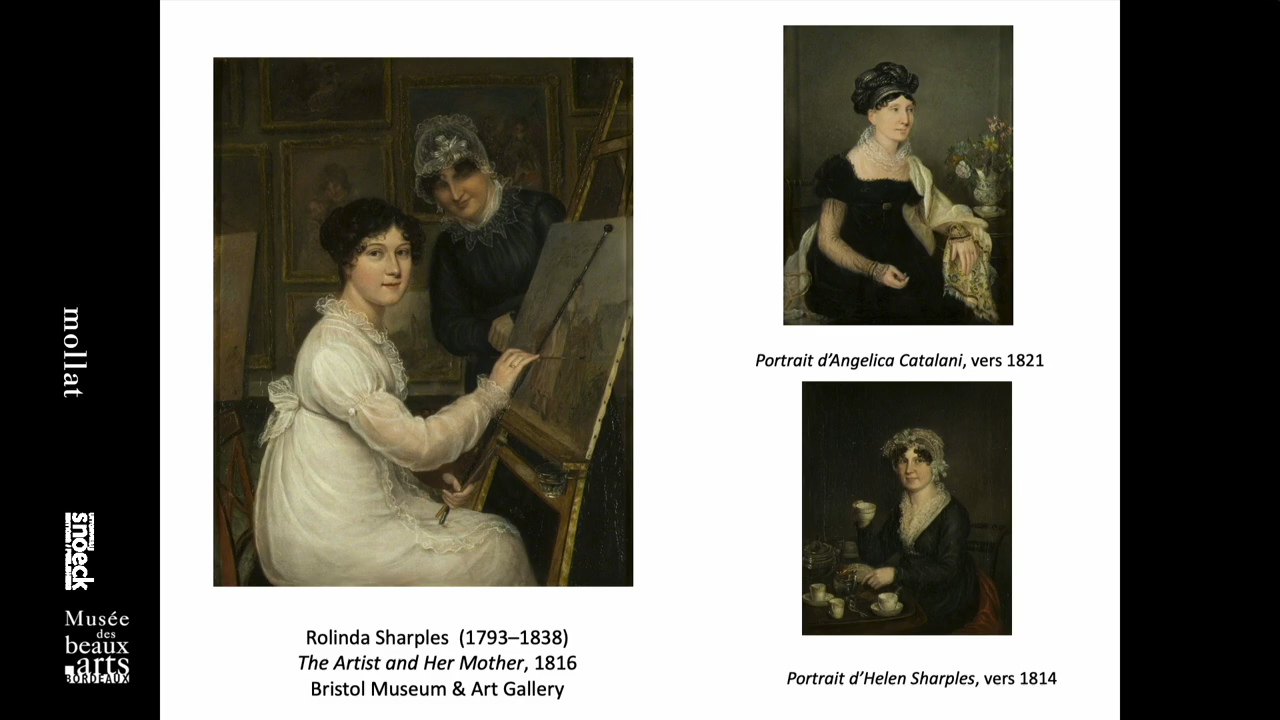 mollat
snoeck
Musée
des
beaux
arts
BORDEAUX
Rolinda Sharples (1793–1838)
The Artist and Her Mother, 1816
Bristol Museum & Art Gallery
Portrait d’Angelica Catalani, vers 1821
Portrait d’Helen Sharples, vers 1814